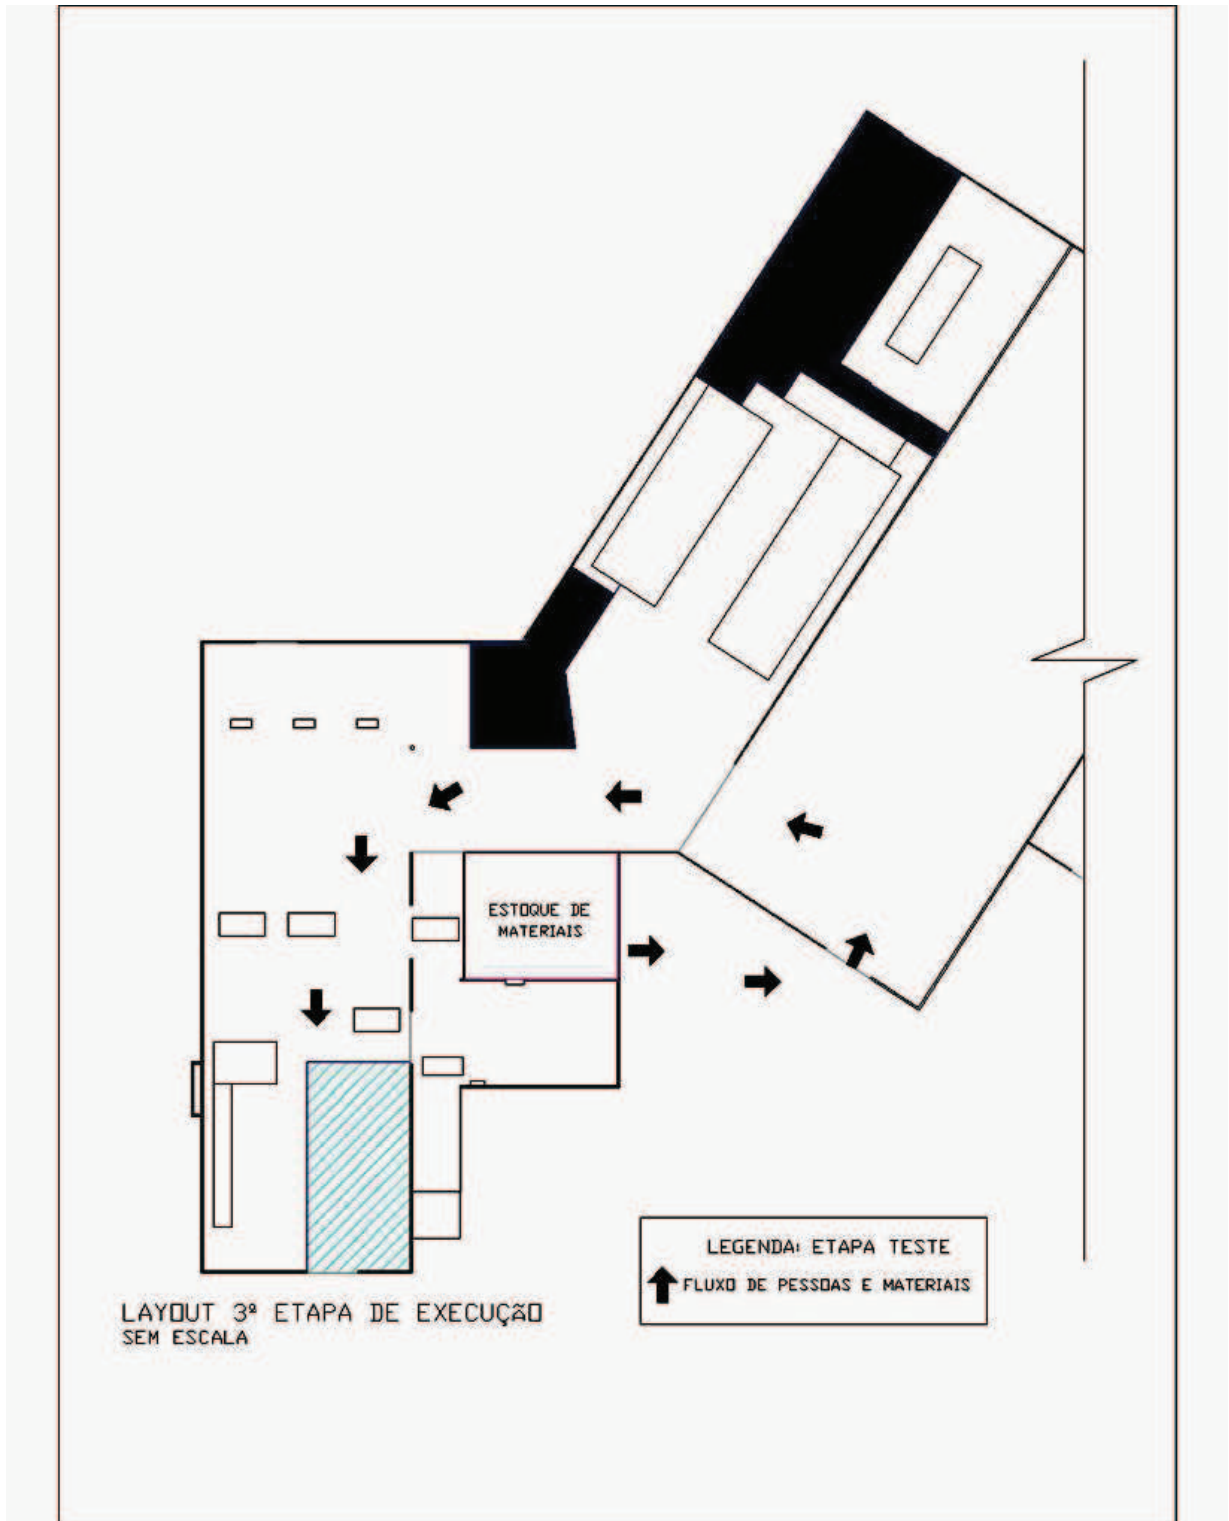 ESTOQUE DE
MATERIAIS
LEGENDA: ETAPA TESTE
FLUXO DE PESSOAS E MATERIAIS
LAYOUT 3ª ETAPA DE EXECUÇÃO
SEM ESCALA